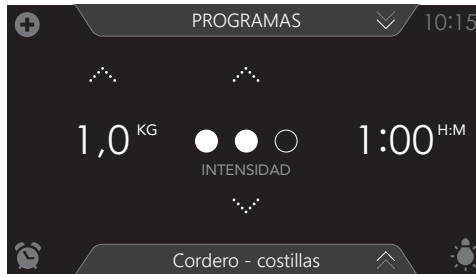 PROGRAMAS
10:15
1,0 KG
1:00 H:M
INTENSIDAD
Cordero - costillas